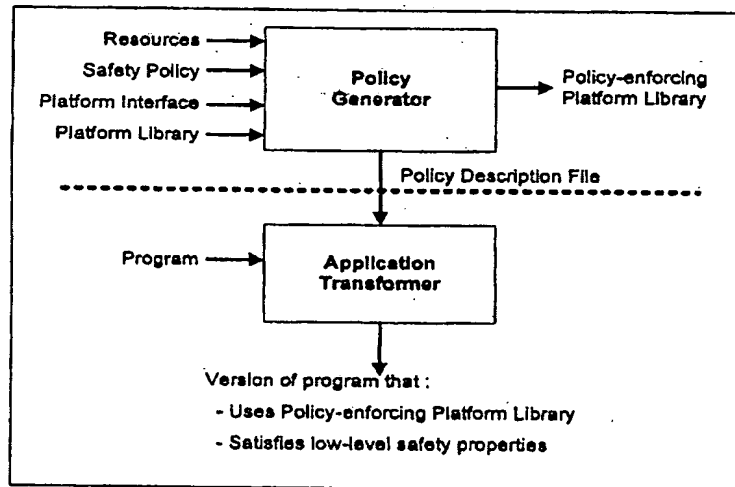 Resources
Safety Policy
Platform Interface
Platform Library
Policy
Generator
Policy-enforcing
Platform Library
Policy Description File
Program
Application
Transformer
Version of program that :
- Uses Policy-enforcing Platform Library
- Satisfies low-level safety properties